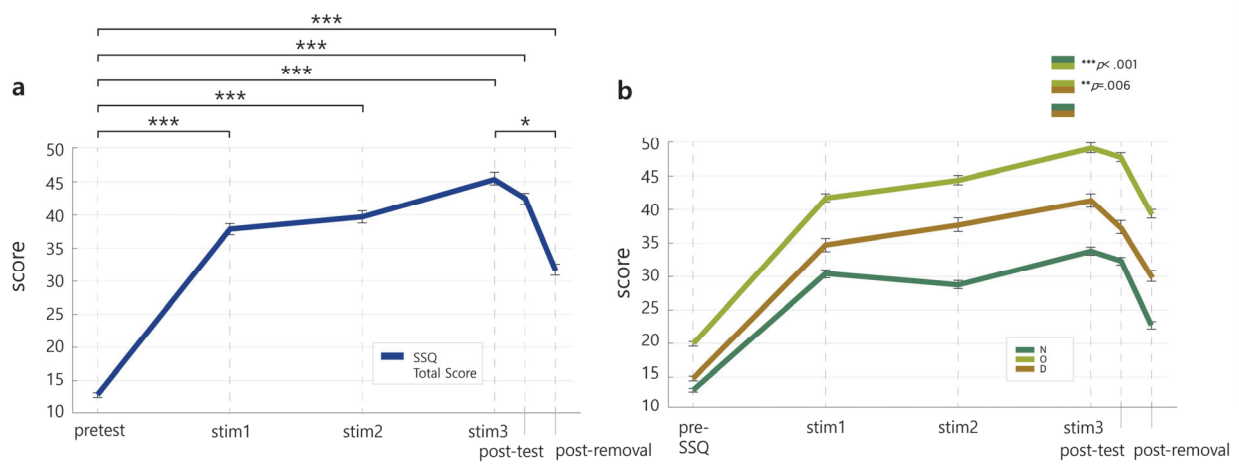 a
***
***
***
***
***
*
score
50
45
40
35
30
25
20
15
10
SSQ
Total Score
pretest
stim1
stim2
stim3
post-test
post-removal
b
***p< .001
**p=.006
score
50
45
40
35
30
25
20
15
10
N
O
D
pre-
SSQ
stim1
stim2
stim3
post-test
post-removal